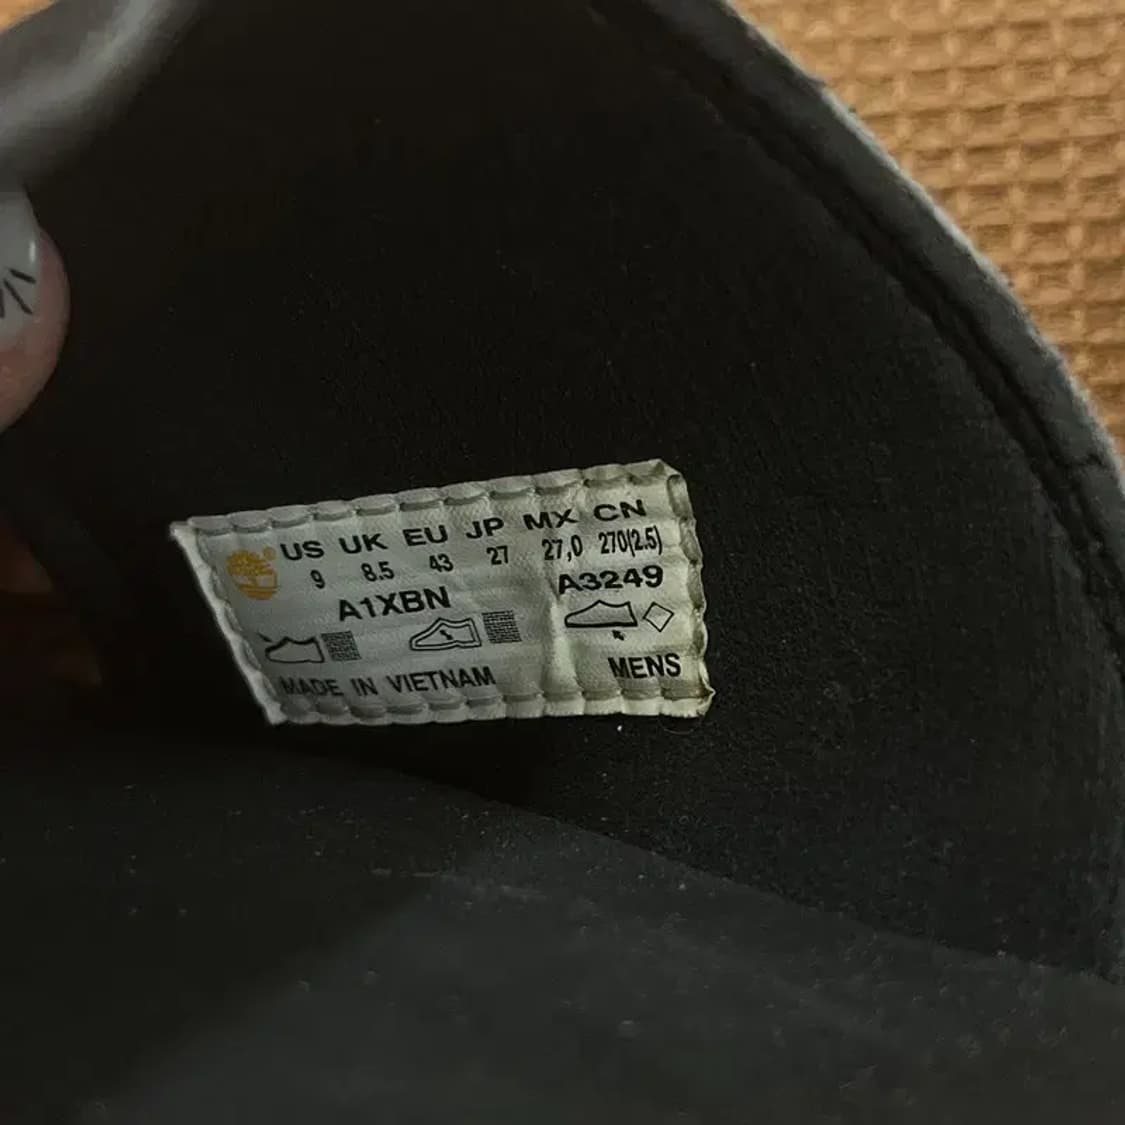 US UK EU JP MX CN
9 8.5 43 27 27,0 270(2.5)
A1XBN A3249
MADE IN VIETNAM MENS